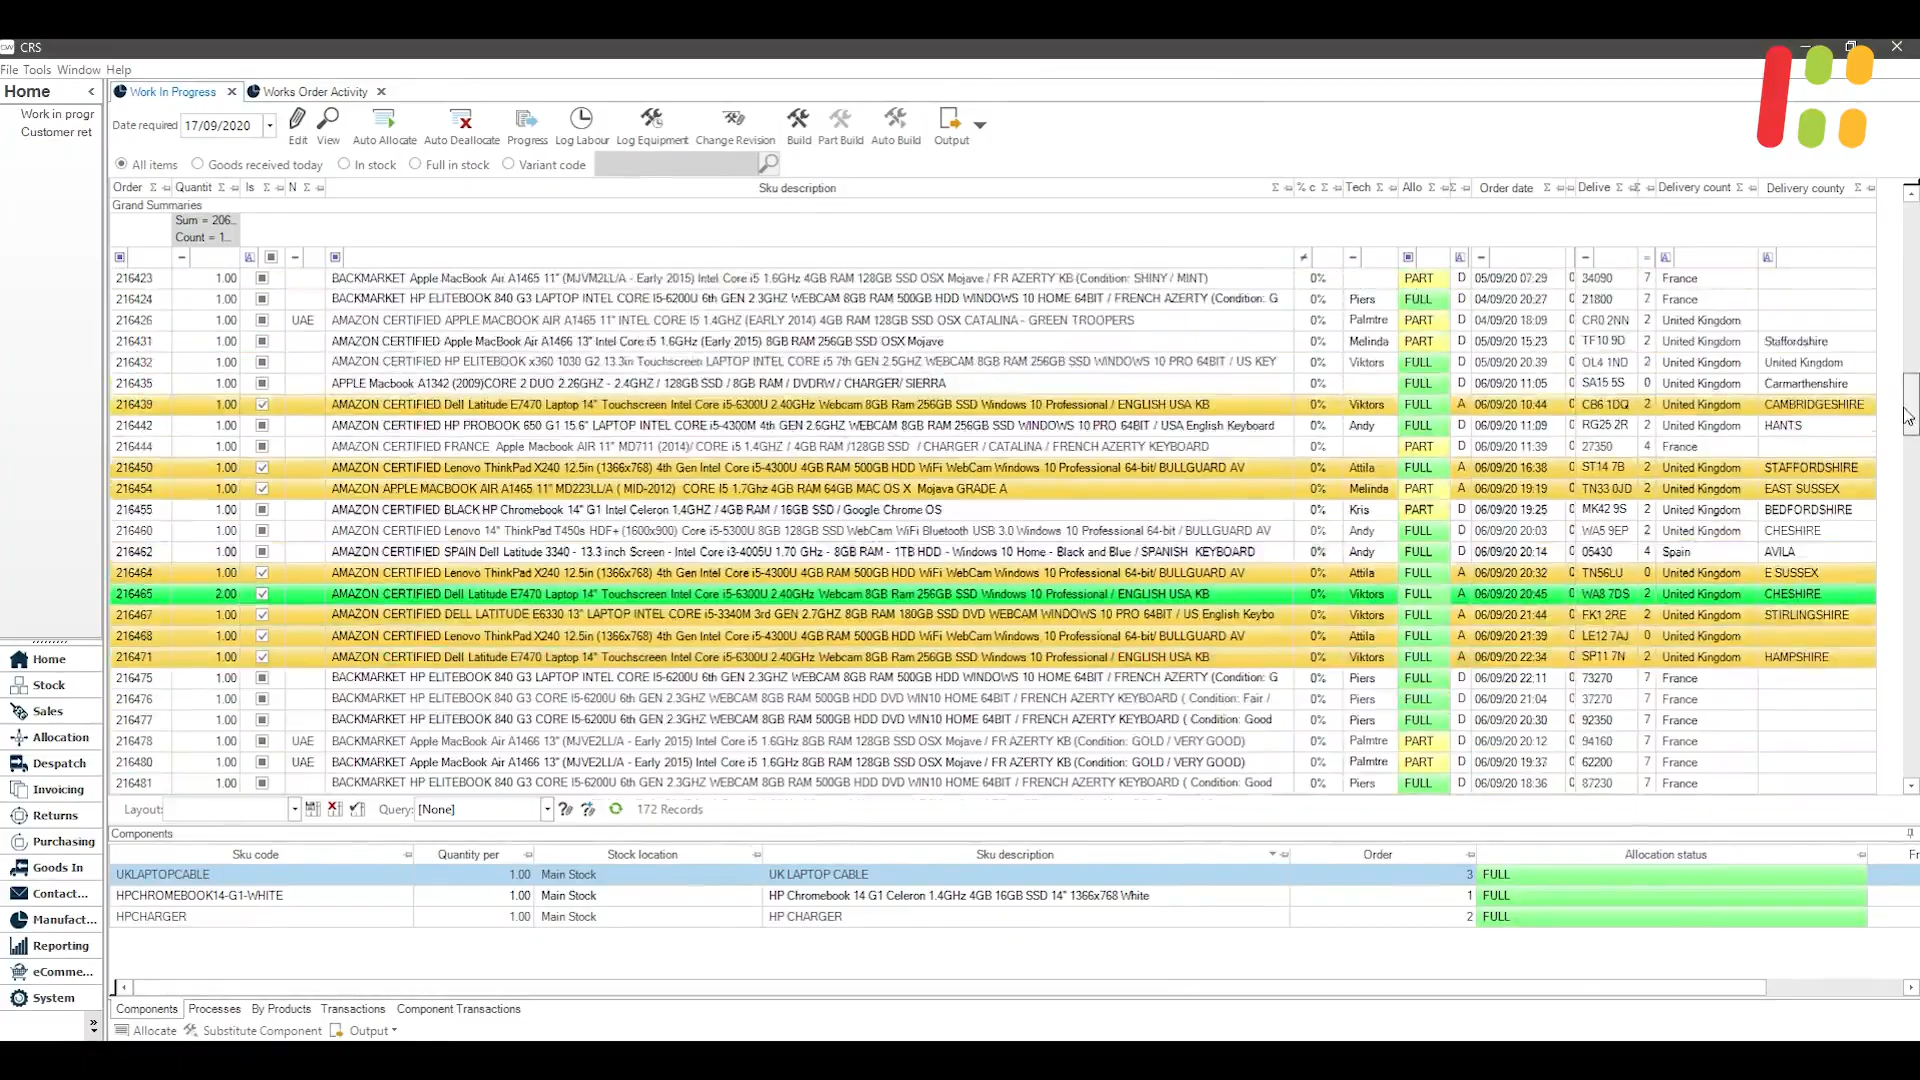 CRS
File Tools Window Help
Home
Work in progr
Customer ret
Work In Progress Works Order Activity
Date required 17/09/2020 Edit View Auto Allocate Auto Deallocate Progress Log Labour Log Equipment Change Revision Build Part Build Auto Build Output
All items Goods received today In stock Full in stock Variant code
Order Quantit Is N Sku description % c Tech Allo Order date Delive Delivery count Delivery county
Grand Summaries
Sum = 206...
Count = 1...
216423 1.00 BACKMARKET Apple MacBook Air A1465 11" (MJVM2LL/A - Early 2015) Intel Core i5 1.6GHz 4GB RAM 128GB SSD OSX Mojave / FR AZERTY KB (Condition: SHINY / MINT) 0% PART D 05/09/20 07:29 34090 7 France
216424 1.00 BACKMARKET HP ELITEBOOK 840 G3 LAPTOP INTEL CORE I5-6200U 6th GEN 2.3GHZ WEBCAM 8GB RAM 500GB HDD WINDOWS 10 HOME 64BIT / FRENCH AZERTY (Condition: G 0% Piers FULL D 04/09/20 20:27 21800 7 France
216426 1.00 UAE AMAZON CERTIFIED APPLE MACBOOK AIR A1465 11" INTEL CORE I5 1.4GHZ (EARLY 2014) 4GB RAM 128GB SSD OSX CATALINA - GREEN TROOPERS 0% Palmtre PART D 04/09/20 18:09 CR0 2NN 2 United Kingdom
216431 1.00 AMAZON CERTIFIED Apple MacBook Air A1466 13" Intel Core i5 1.6GHz (Early 2015) 8GB RAM 256GB SSD OSX Mojave 0% Melinda PART D 05/09/20 15:23 TF10 9D 2 United Kingdom Staffordshire
216432 1.00 AMAZON CERTIFIED HP ELITEBOOK x360 1030 G2 13.3in Touchscreen LAPTOP INTEL CORE i5 7th GEN 2.5GHZ WEBCAM 8GB RAM 256GB SSD WINDOWS 10 PRO 64BIT / US KEY 0% Viktors FULL D 05/09/20 20:39 OL4 1ND 2 United Kingdom United Kingdom
216435 1.00 APPLE Macbook A1342 (2009)CORE 2 DUO 2.26GHZ - 2.4GHZ / 128GB SSD / 8GB RAM / DVDRW / CHARGER/ SIERRA 0% FULL D 06/09/20 11:05 SA15 5S 0 United Kingdom Carmarthenshire
216439 1.00 AMAZON CERTIFIED Dell Latitude E7470 Laptop 14" Touchscreen Intel Core i5-6300U 2.40GHz Webcam 8GB Ram 256GB SSD Windows 10 Professional / ENGLISH USA KB 0% Viktors FULL A 06/09/20 10:44 CB6 1DQ 2 United Kingdom CAMBRIDGESHIRE
216442 1.00 AMAZON CERTIFIED HP PROBOOK 650 G1 15.6" LAPTOP INTEL CORE I5-4300M 4th GEN 2.6GHZ WEBCAM 8GB RAM 256GB SSD WINDOWS 10 PRO 64BIT / USA English Keyboard 0% Andy FULL D 06/09/20 11:09 RG25 2R 2 United Kingdom HANTS
216444 1.00 AMAZON CERTIFIED FRANCE Apple Macbook AIR 11" MD711 (2014)/ CORE i5 1.4GHZ / 4GB RAM /128GB SSD / CHARGER / CATALINA / FRENCH AZERTY KEYBOARD 0% PART D 06/09/20 11:39 27350 4 France
216450 1.00 AMAZON CERTIFIED Lenovo ThinkPad X240 12.5in (1366x768) 4th Gen Intel Core i5-4300U 4GB RAM 500GB HDD WiFi WebCam Windows 10 Professional 64-bit/ BULLGUARD AV 0% Attila FULL A 06/09/20 16:38 ST14 7B 2 United Kingdom STAFFORDSHIRE
216454 1.00 AMAZON APPLE MACBOOK AIR A1465 11" MD223LL/A ( MID-2012) CORE I5 1.7Ghz 4GB RAM 64GB MAC OS X Mojava GRADE A 0% Melinda PART A 06/09/20 19:19 TN33 0JD 2 United Kingdom EAST SUSSEX
216455 1.00 AMAZON CERTIFIED BLACK HP Chromebook 14" G1 Intel Celeron 1.4GHZ / 4GB RAM / 16GB SSD / Google Chrome OS 0% Kris PART D 06/09/20 19:25 MK42 9S 2 United Kingdom BEDFORDSHIRE
216460 1.00 AMAZON CERTIFIED Lenovo 14" ThinkPad T450s HDF+ (1600x900) Core i5-5300U 8GB 128GB SSD WebCam WiFi Bluetooth USB 3.0 Windows 10 Professional 64-bit / BULLGUARD AV 0% Andy FULL D 06/09/20 20:03 WA5 9EP 2 United Kingdom CHESHIRE
216462 1.00 AMAZON CERTIFIED SPAIN Dell Latitude 3340 - 13.3 inch Screen - Intel Core i3-4005U 1.70 GHz - 8GB RAM - 1TB HDD - Windows 10 Home - Black and Blue / SPANISH KEYBOARD 0% Andy FULL D 06/09/20 20:14 05430 4 Spain AVILA
216464 1.00 AMAZON CERTIFIED Lenovo ThinkPad X240 12.5in (1366x768) 4th Gen Intel Core i5-4300U 4GB RAM 500GB HDD WiFi WebCam Windows 10 Professional 64-bit/ BULLGUARD AV 0% Attila FULL A 06/09/20 20:32 TN56LU 0 United Kingdom E SUSSEX
216465 2.00 AMAZON CERTIFIED Dell Latitude E7470 Laptop 14" Touchscreen Intel Core i5-6300U 2.40GHz Webcam 8GB Ram 256GB SSD Windows 10 Professional / ENGLISH USA KB 0% Viktors FULL A 06/09/20 20:45 WA8 7DS 2 United Kingdom CHESHIRE
216467 1.00 AMAZON CERTIFIED DELL LATITUDE E6330 13" LAPTOP INTEL CORE i5-3340M 3rd GEN 2.7GHZ 8GB RAM 180GB SSD DVD WEBCAM WINDOWS 10 PRO 64BIT / US English Keybo 0% Viktors FULL A 06/09/20 21:44 FK1 2RE 2 United Kingdom STIRLINGSHIRE
216468 1.00 AMAZON CERTIFIED Lenovo ThinkPad X240 12.5in (1366x768) 4th Gen Intel Core i5-4300U 4GB RAM 500GB HDD WiFi WebCam Windows 10 Professional 64-bit/ BULLGUARD AV 0% Attila FULL A 06/09/20 21:39 LE12 7AJ 0 United Kingdom
216471 1.00 AMAZON CERTIFIED Dell Latitude E7470 Laptop 14" Touchscreen Intel Core i5-6300U 2.40GHz Webcam 8GB Ram 256GB SSD Windows 10 Professional / ENGLISH USA KB 0% Viktors FULL A 06/09/20 22:34 SP11 7N 2 United Kingdom HAMPSHIRE
216475 1.00 BACKMARKET HP ELITEBOOK 840 G3 LAPTOP INTEL CORE I5-6200U 6th GEN 2.3GHZ WEBCAM 8GB RAM 500GB HDD WINDOWS 10 HOME 64BIT / FRENCH AZERTY (Condition: G 0% Piers FULL D 06/09/20 22:11 73270 7 France
216476 1.00 BACKMARKET HP ELITEBOOK 840 G3 CORE I5-6200U 6th GEN 2.3GHZ WEBCAM 8GB RAM 500GB HDD DVD WIN10 HOME 64BIT / FRENCH AZERTY KEYBOARD ( Condition: Fair / 0% Piers FULL D 06/09/20 21:04 37270 7 France
216477 1.00 BACKMARKET HP ELITEBOOK 840 G3 CORE I5-6200U 6th GEN 2.3GHZ WEBCAM 8GB RAM 500GB HDD DVD WIN10 HOME 64BIT / FRENCH AZERTY KEYBOARD ( Condition: Good 0% Piers FULL D 06/09/20 20:30 92350 7 France
216478 1.00 UAE BACKMARKET Apple MacBook Air A1466 13" (MJVE2LL/A - Early 2015) Intel Core i5 1.6GHz 8GB RAM 128GB SSD OSX Mojave / FR AZERTY KB (Condition: GOLD / VERY GOOD) 0% Palmtre PART D 06/09/20 20:12 94160 7 France
216480 1.00 UAE BACKMARKET Apple MacBook Air A1466 13" (MJVE2LL/A - Early 2015) Intel Core i5 1.6GHz 8GB RAM 128GB SSD OSX Mojave / FR AZERTY KB (Condition: GOLD / VERY GOOD) 0% Palmtre PART D 06/09/20 19:37 62200 7 France
216481 1.00 BACKMARKET HP ELITEBOOK 840 G3 CORE I5-6200U 6th GEN 2.3GHZ WEBCAM 8GB RAM 500GB HDD DVD WIN10 HOME 64BIT / FRENCH AZERTY KEYBOARD ( Condition: Good 0% Piers FULL D 06/09/20 18:36 87230 7 France
Layout: Query: [None] 172 Records
Components
Sku code Quantity per Stock location Sku description Order Allocation status Fr
UKLAPTOPCABLE 1.00 Main Stock UK LAPTOP CABLE 3 FULL
HPCHROMEBOOK14-G1-WHITE 1.00 Main Stock HP Chromebook 14 G1 Celeron 1.4GHz 4GB 16GB SSD 14" 1366x768 White 1 FULL
HPCHARGER 1.00 Main Stock HP CHARGER 2 FULL
Components Processes By Products Transactions Component Transactions
Allocate Substitute Component Output
Home
Stock
Sales
Allocation
Despatch
Invoicing
Returns
Purchasing
Goods In
Contact...
Manufact...
Reporting
eComme...
System